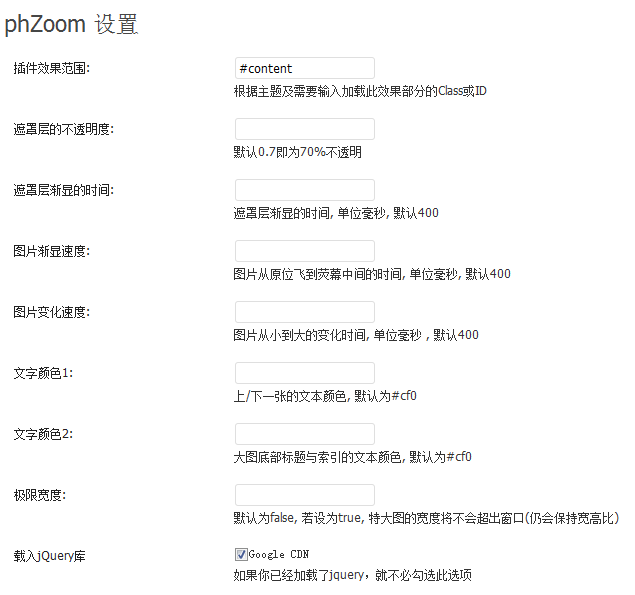 phZoom 设置
插件效果范围:
#content
根据主题及需要输入加载此效果部分的Class或ID
遮罩层的不透明度:
默认0.7即为70%不透明
遮罩层渐显的时间:
遮罩层渐显的时间, 单位毫秒, 默认400
图片渐显速度:
图片从原位飞到荧幕中间的时间, 单位毫秒, 默认400
图片变化速度:
图片从小到大的变化时间, 单位毫秒 , 默认400
文字颜色1:
上/下一张的文本颜色, 默认为#cf0
文字颜色2:
大图底部标题与索引的文本颜色, 默认为#cf0
极限宽度:
默认为false, 若设为true, 特大图的宽度将不会超出窗口(仍会保持宽高比)
载入jQuery库
Google CDN
如果你已经加载了jquery，就不必勾选此选项